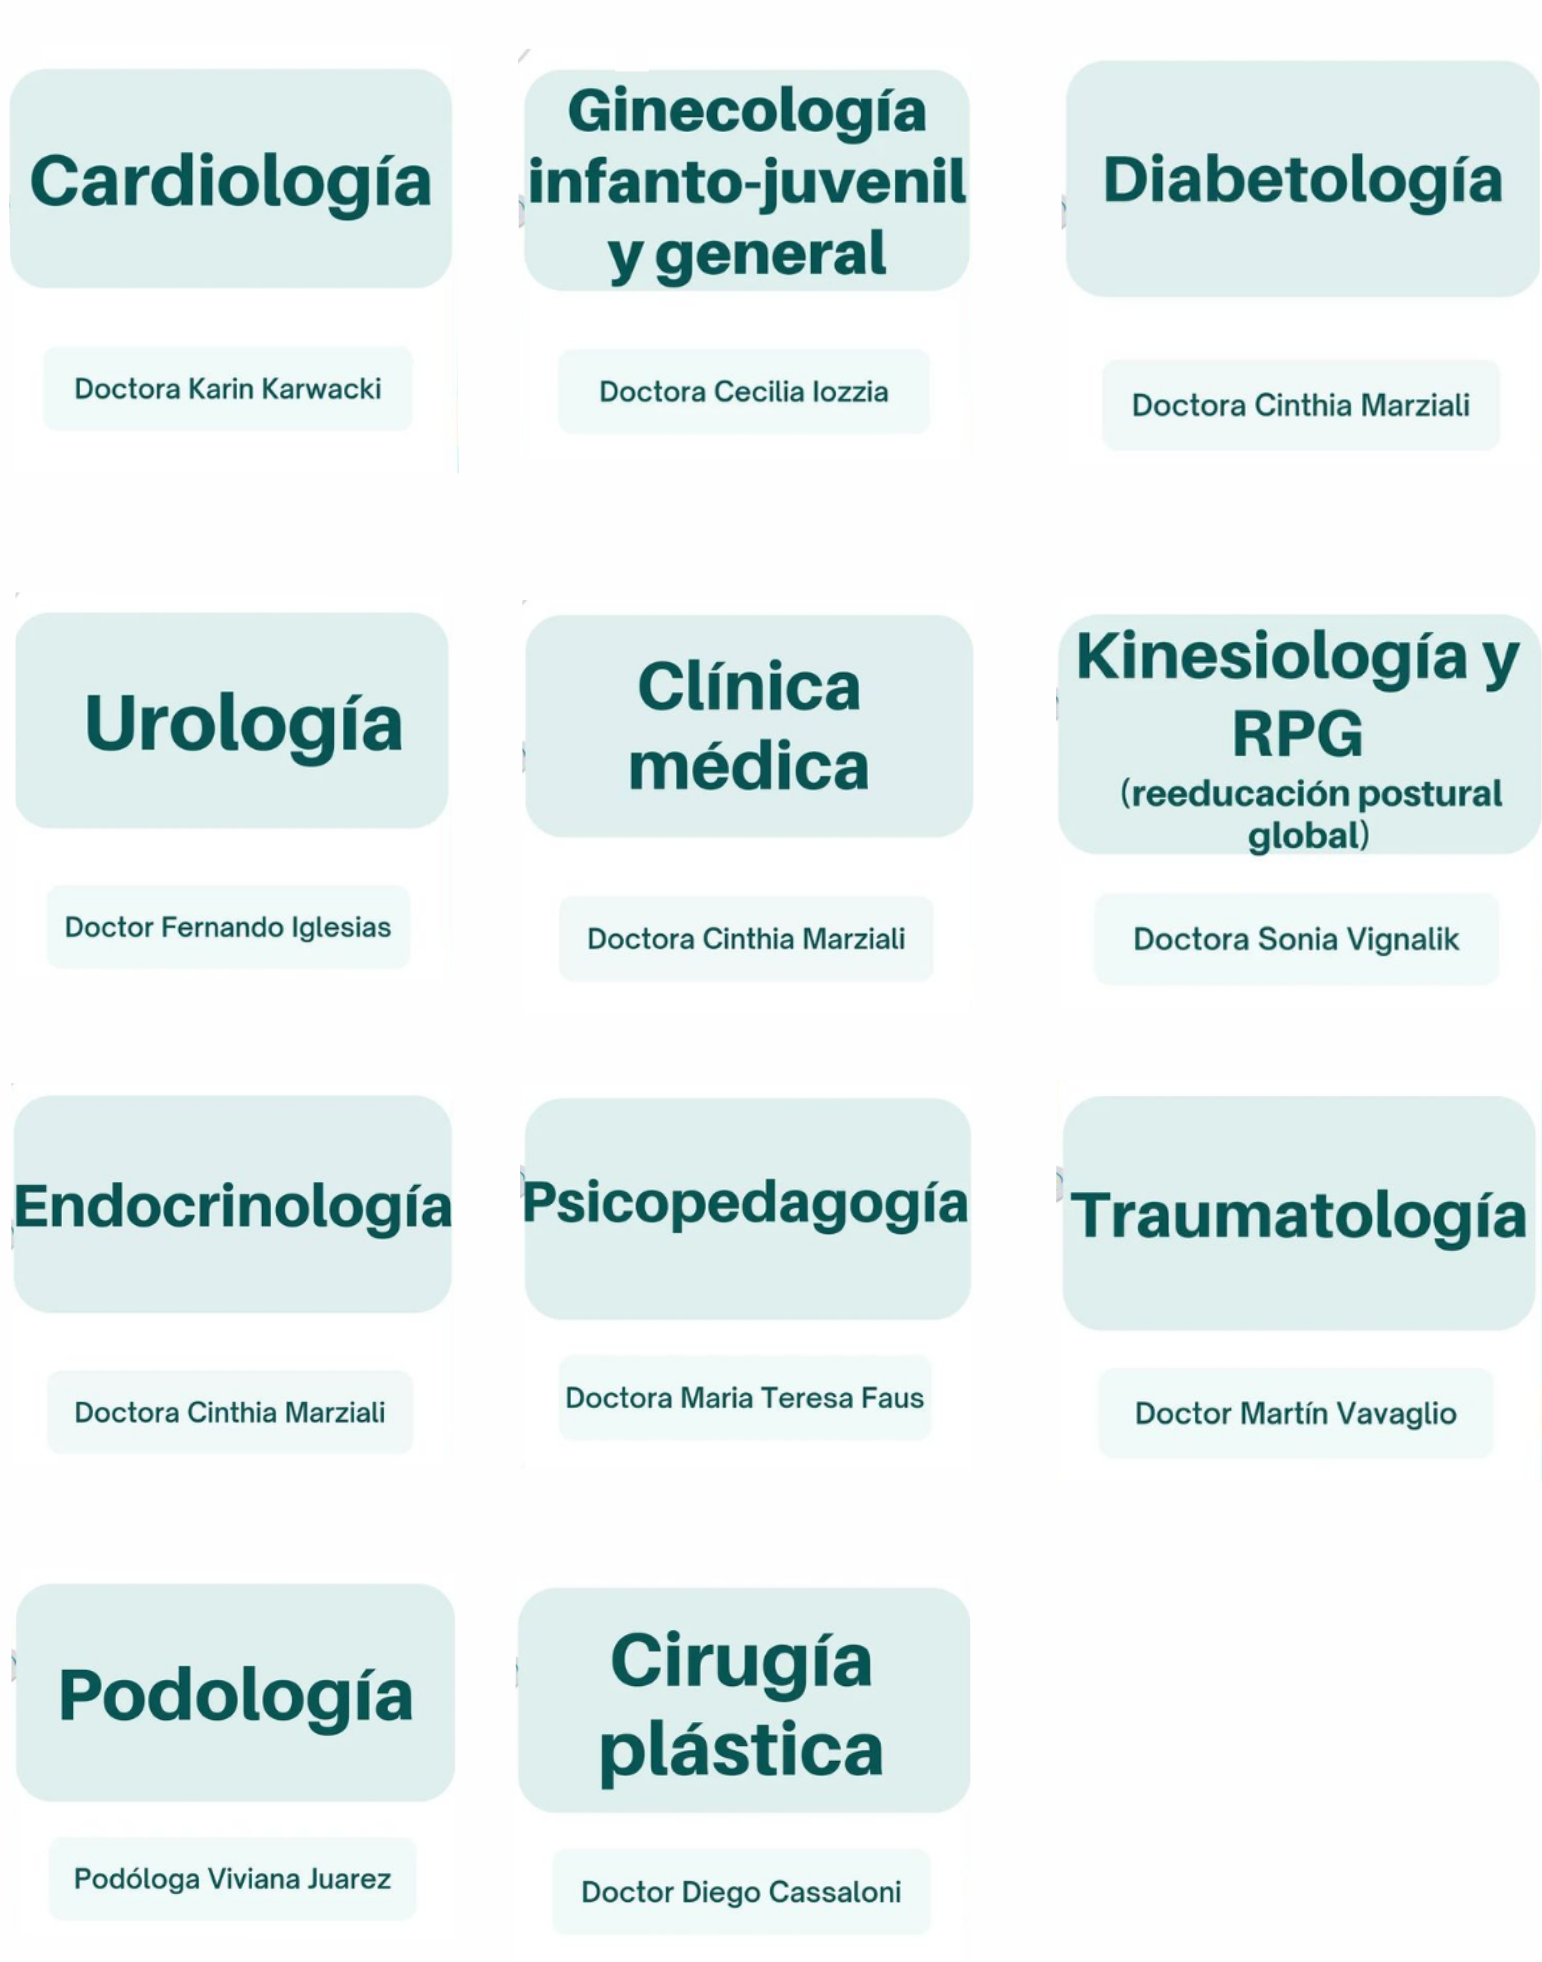 Cardiología
Doctora Karin Karwacki
Ginecología
infanto-juvenil
y general
Doctora Cecilia Iozzia
Diabetología
Doctora Cinthia Marziali
Urología
Doctor Fernando Iglesias
Clínica
médica
Doctora Cinthia Marziali
Kinesiología y
RPG
(reeducación postural
global)
Doctora Sonia Vignalik
Endocrinología
Doctora Cinthia Marziali
Psicopedagogía
Doctora Maria Teresa Faus
Traumatología
Doctor Martín Vavaglio
Podología
Podóloga Viviana Juarez
Cirugía
plástica
Doctor Diego Cassaloni